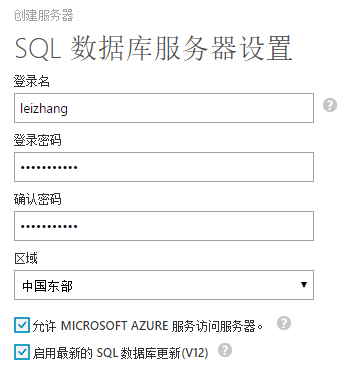 创建服务器
SQL 数据库服务器设置
登录名
leizhang
?
登录密码
•••••••••••
确认密码
•••••••••••
区域
中国东部
允许 MICROSOFT AZURE 服务访问服务器。 ?
启用最新的 SQL 数据库更新(V12) ?